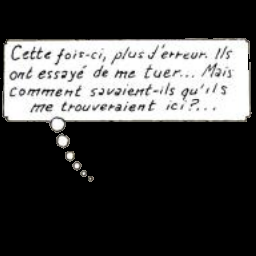 Cette fois-ci, plus d'erreur. Ils
ont essayé de me tuer... Mais
comment savaient-ils qu'ils
me trouveraient ici?...